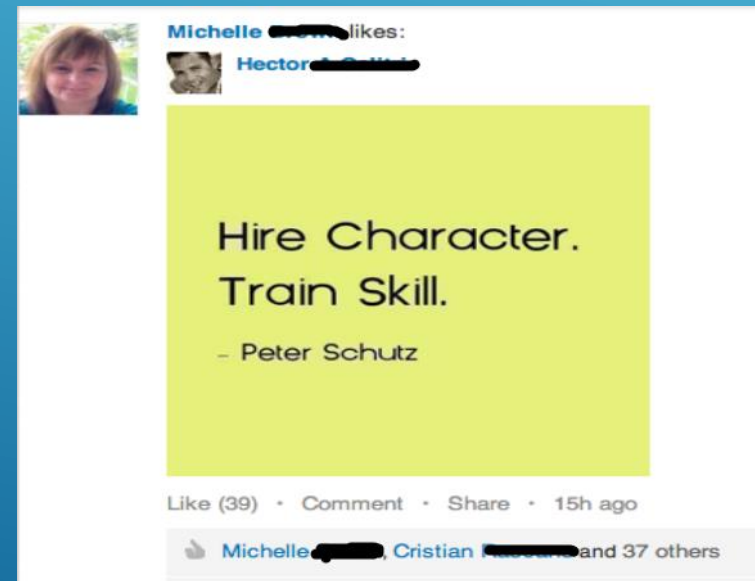 Michelle likes:
Hector
Hire Character.
Train Skill.
– Peter Schutz
Like (39) · Comment · Share · 15h ago
Michelle , Cristian and 37 others